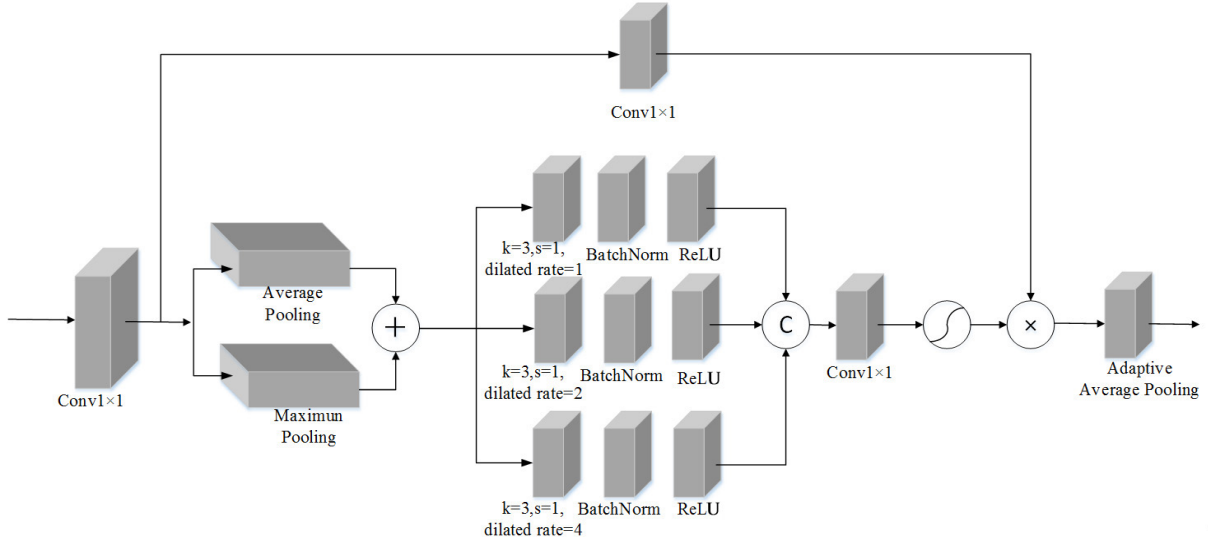 Conv1×1
k=3,s=1,
dilated rate=1
BatchNorm
ReLU
Average
Pooling
+
C
×
Conv1×1
Maximun
Pooling
k=3,s=1,
dilated rate=2
BatchNorm
ReLU
Conv1×1
Adaptive
Average Pooling
k=3,s=1,
dilated rate=4
BatchNorm
ReLU